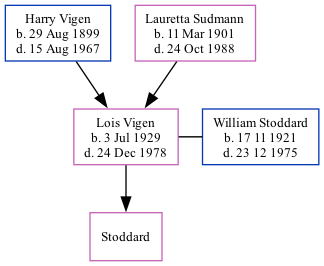 Harry Vigen
b. 29 Aug 1899
d. 15 Aug 1967
Lauretta Sudmann
b. 11 Mar 1901
d. 24 Oct 1988
Lois Vigen
b. 3 Jul 1929
d. 24 Dec 1978
William Stoddard
b. 17 11 1921
d. 23 12 1975
Stoddard